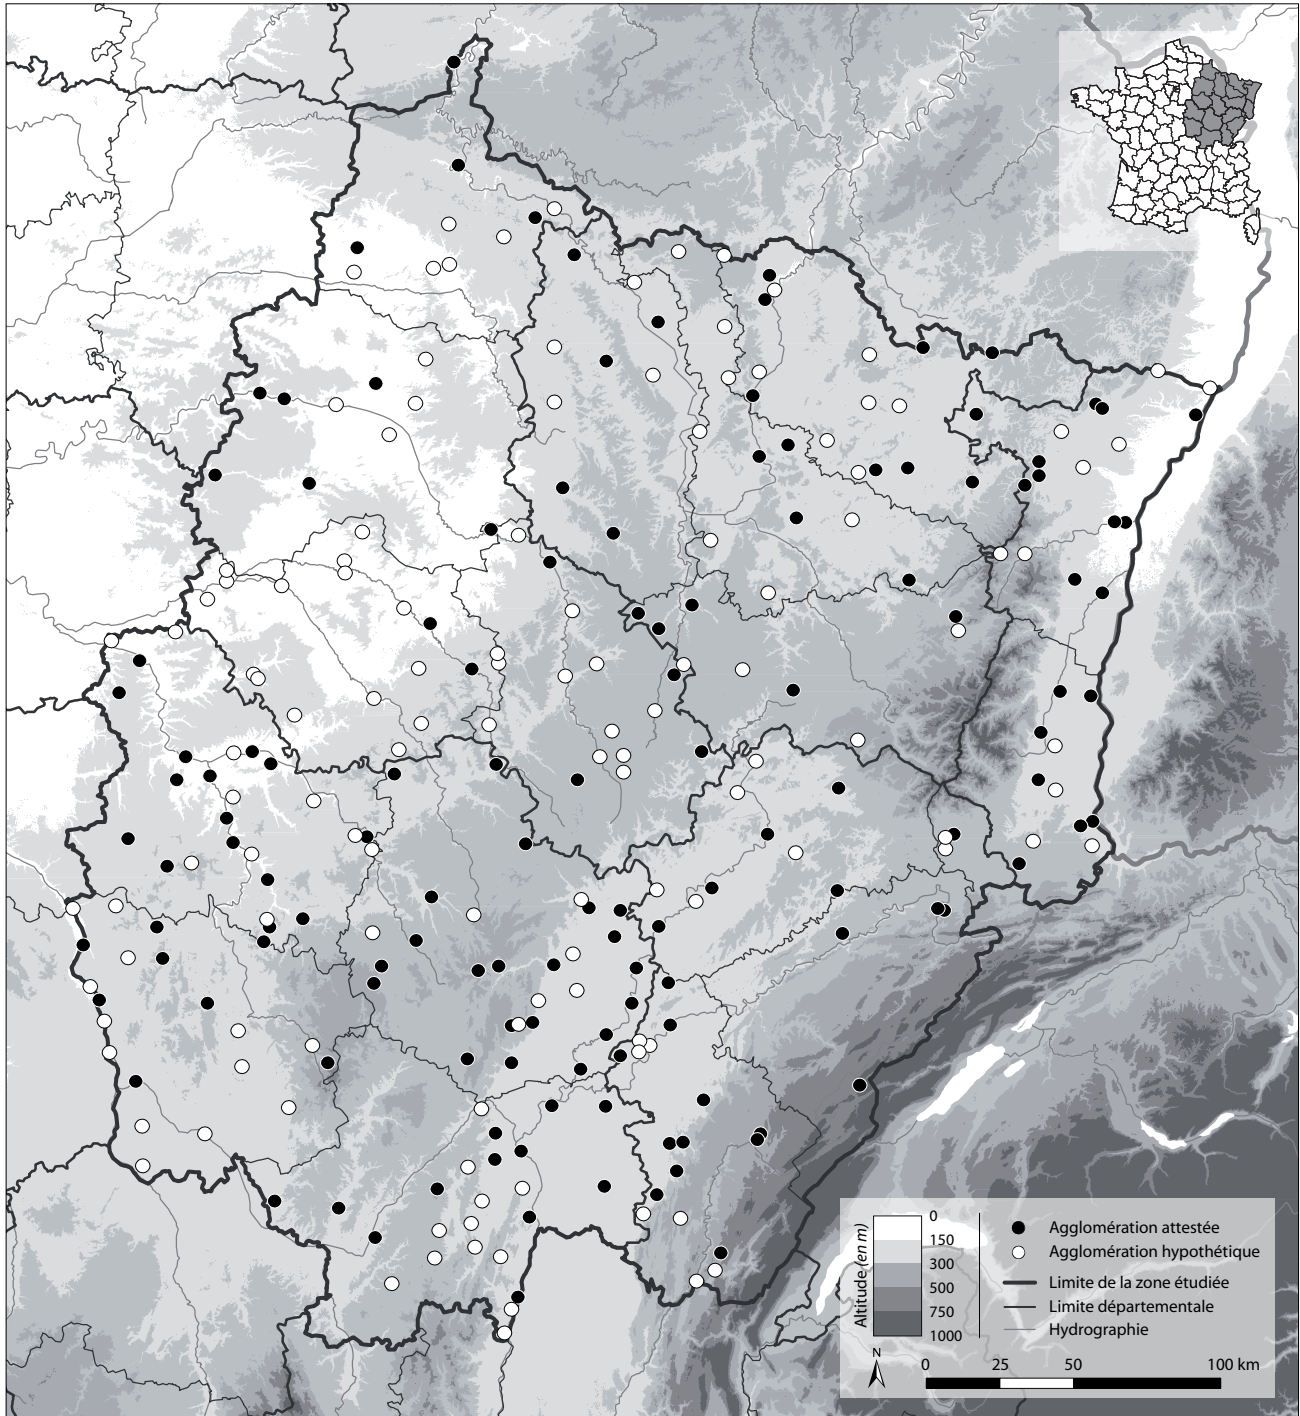 Altitude (en m)
0
150
300
500
750
1000
Agglomération attestée
Agglomération hypothétique
Limite de la zone étudiée
Limite départementale
Hydrographie
N
0 25 50 100 km